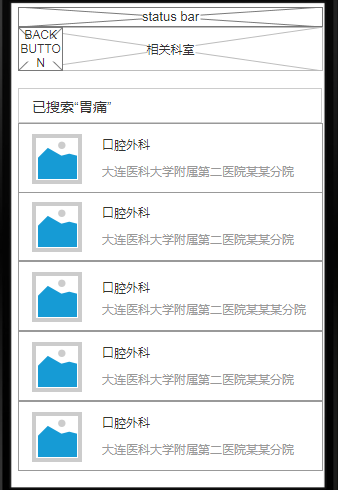 status bar
BACK
BUTTO
N
相关科室
已搜索“胃痛”
口腔外科
大连医科大学附属第二医院某某分院
口腔外科
大连医科大学附属第二医院某某分院
口腔外科
大连医科大学附属第二医院某某某分院
口腔外科
大连医科大学附属第二医院某某分院
口腔外科
大连医科大学附属第二医院某某分院